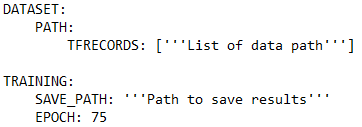 DATASET:
    PATH:
        TFRECORDS: ['''List of data path''']

TRAINING:
    SAVE_PATH: '''Path to save results'''
    EPOCH: 75